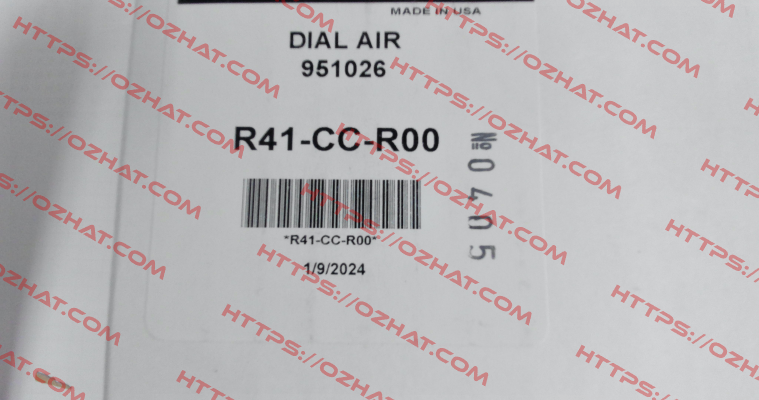 MADE IN USA
DIAL AIR
951026
R41-CC-R00
№ 0405
*R41-CC-R00*
1/9/2024
HTTPS://OZHAT.COM